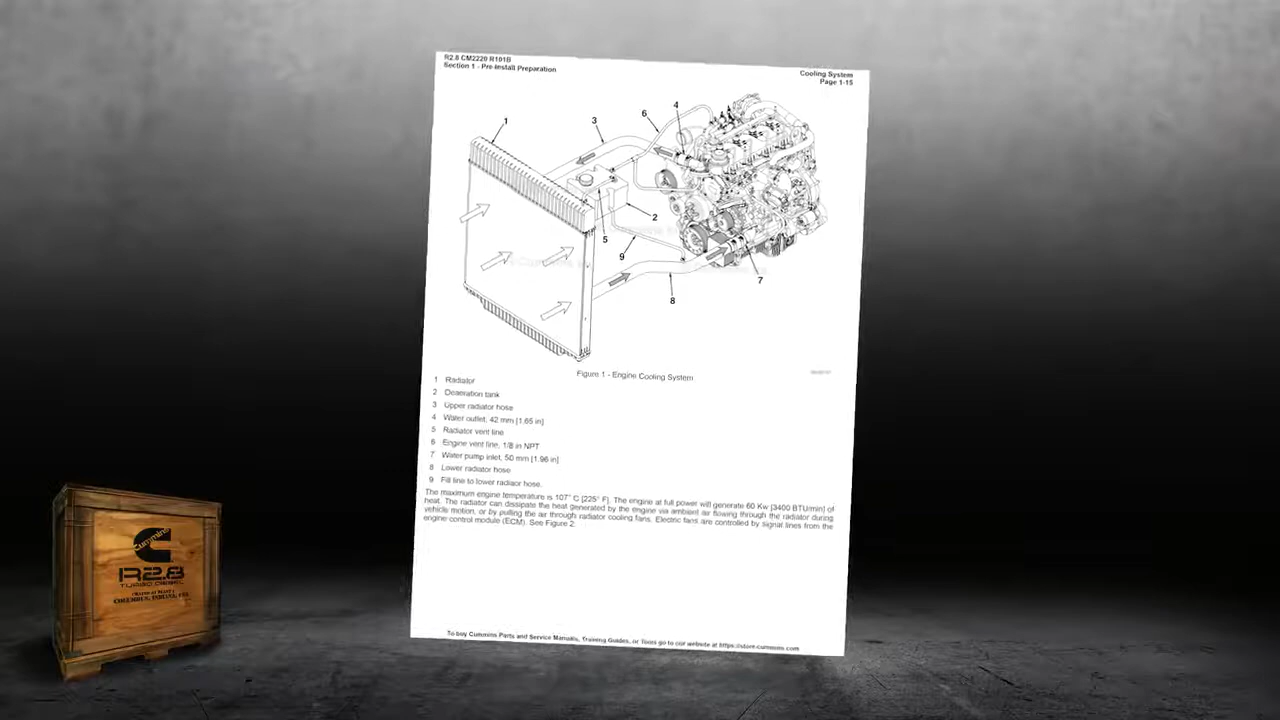 R2.8 CM2220 R101B
Section 1 - Pre-Install Preparation
Cooling System
Page 1-15
1
3
6
4
2
5
9
8
7
Figure 1 - Engine Cooling System
1 Radiator
2 Deaeration tank
3 Upper radiator hose
4 Water outlet, 42 mm [1.65 in]
5 Radiator vent line
6 Engine vent line, 1/8 in NPT
7 Water pump inlet, 50 mm [1.96 in]
8 Lower radiator hose
9 Fill line to lower radiaor hose.
The maximum engine temperature is 107° C [225° F]. The engine at full power will generate 60 Kw [3400 BTU/min] of
heat. The radiator can dissipate the heat generated by the engine via ambient air flowing through the radiator during
vehicle motion, or by pulling the air through radiator cooling fans. Electric fans are controlled by signal lines from the
engine control module (ECM). See Figure 2.
To buy Cummins Parts and Service Manuals, Training Guides, or Tools go to our website at https://store.cummins.com
Cummins
R2.8
TURBO DIESEL
COLUMBUS, INDIANA, USA